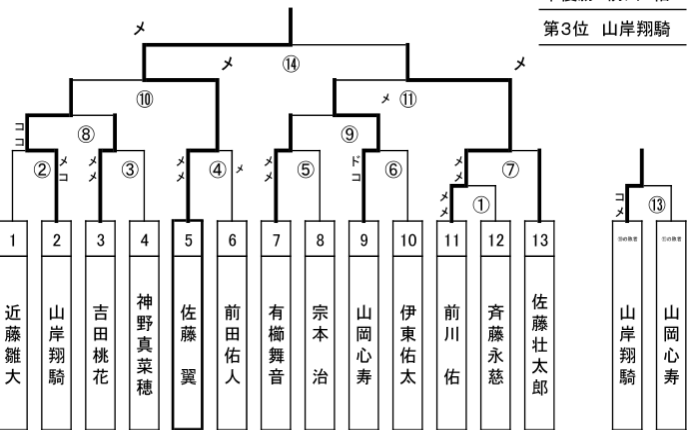 第3位 山岸翔騎
メ
メ
⑭
メ
⑩
メ
⑪
ココ
⑧
⑨
②
メコ
メメ
③
メメ
④
メ
メメ
⑤
ドコ
⑥
メメ
⑦
メメ
①
コメ
⑬
1
2
3
4
5
6
7
8
9
10
11
12
13
近藤雛大
山岸翔騎
吉田桃花
神野真菜穂
佐藤 翼
前田佑人
有櫛舞音
宗本 治
山岡心寿
伊東佑太
前川 佑
斉藤永慈
佐藤壮太郎
山岸翔騎
山岡心寿